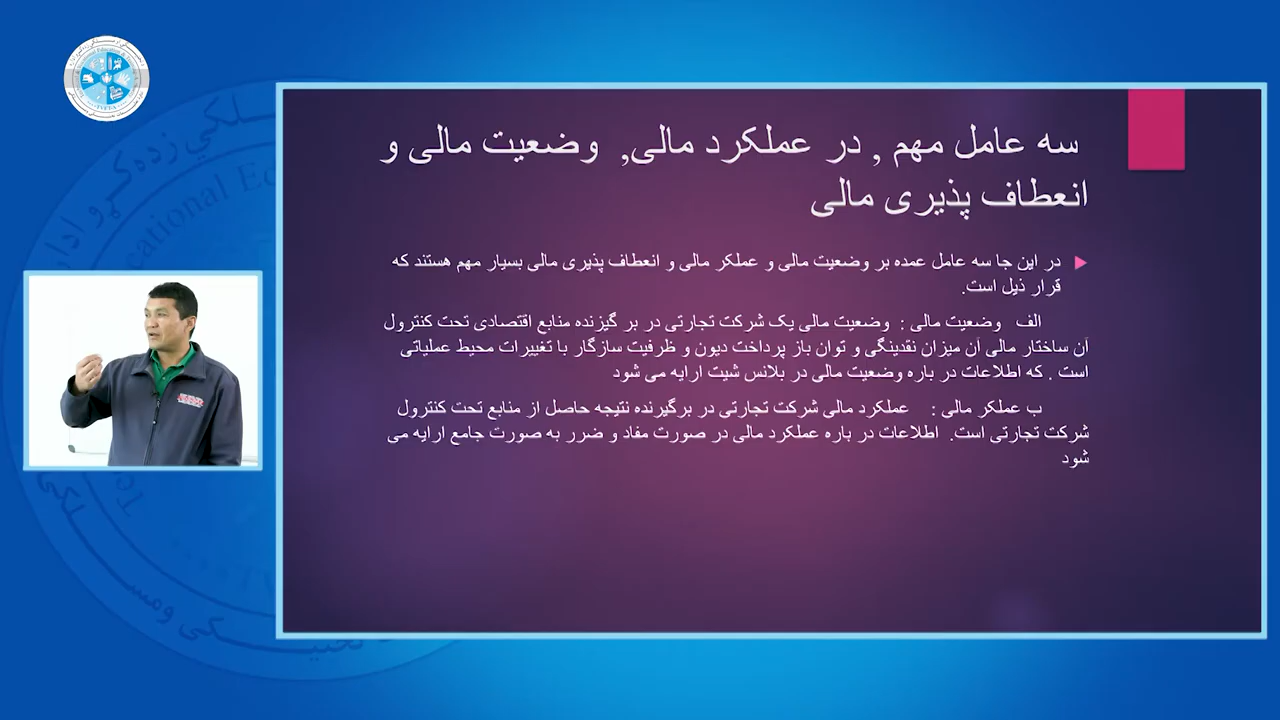 سه عامل مهم , در عملکرد مالی, وضعیت مالی و
انعطاف پذیری مالی
در این جا سه عامل عمده بر وضعیت مالی و عملکر مالی و انعطاف پذیری مالی بسیار مهم هستند که
قرار ذیل است.
الف وضعیت مالی : وضعیت مالی یک شرکت تجارتی در بر گیزنده منابع اقتصادی تحت کنترول
آن ساختار مالی آن میزان نقدینگی و توان باز پرداخت دیون و ظرفیت سازگار با تغییرات محیط عملیاتی
است . که اطلاعات در باره وضعیت مالی در بلانس شیت ارایه می شود
ب عملکر مالی : عملکرد مالی شرکت تجارتی در برگیرنده نتیجه حاصل از منابع تحت کنترول
شرکت تجارتی است. اطلاعات در باره عملکرد مالی در صورت مفاد و ضرر به صورت جامع ارایه می
شود